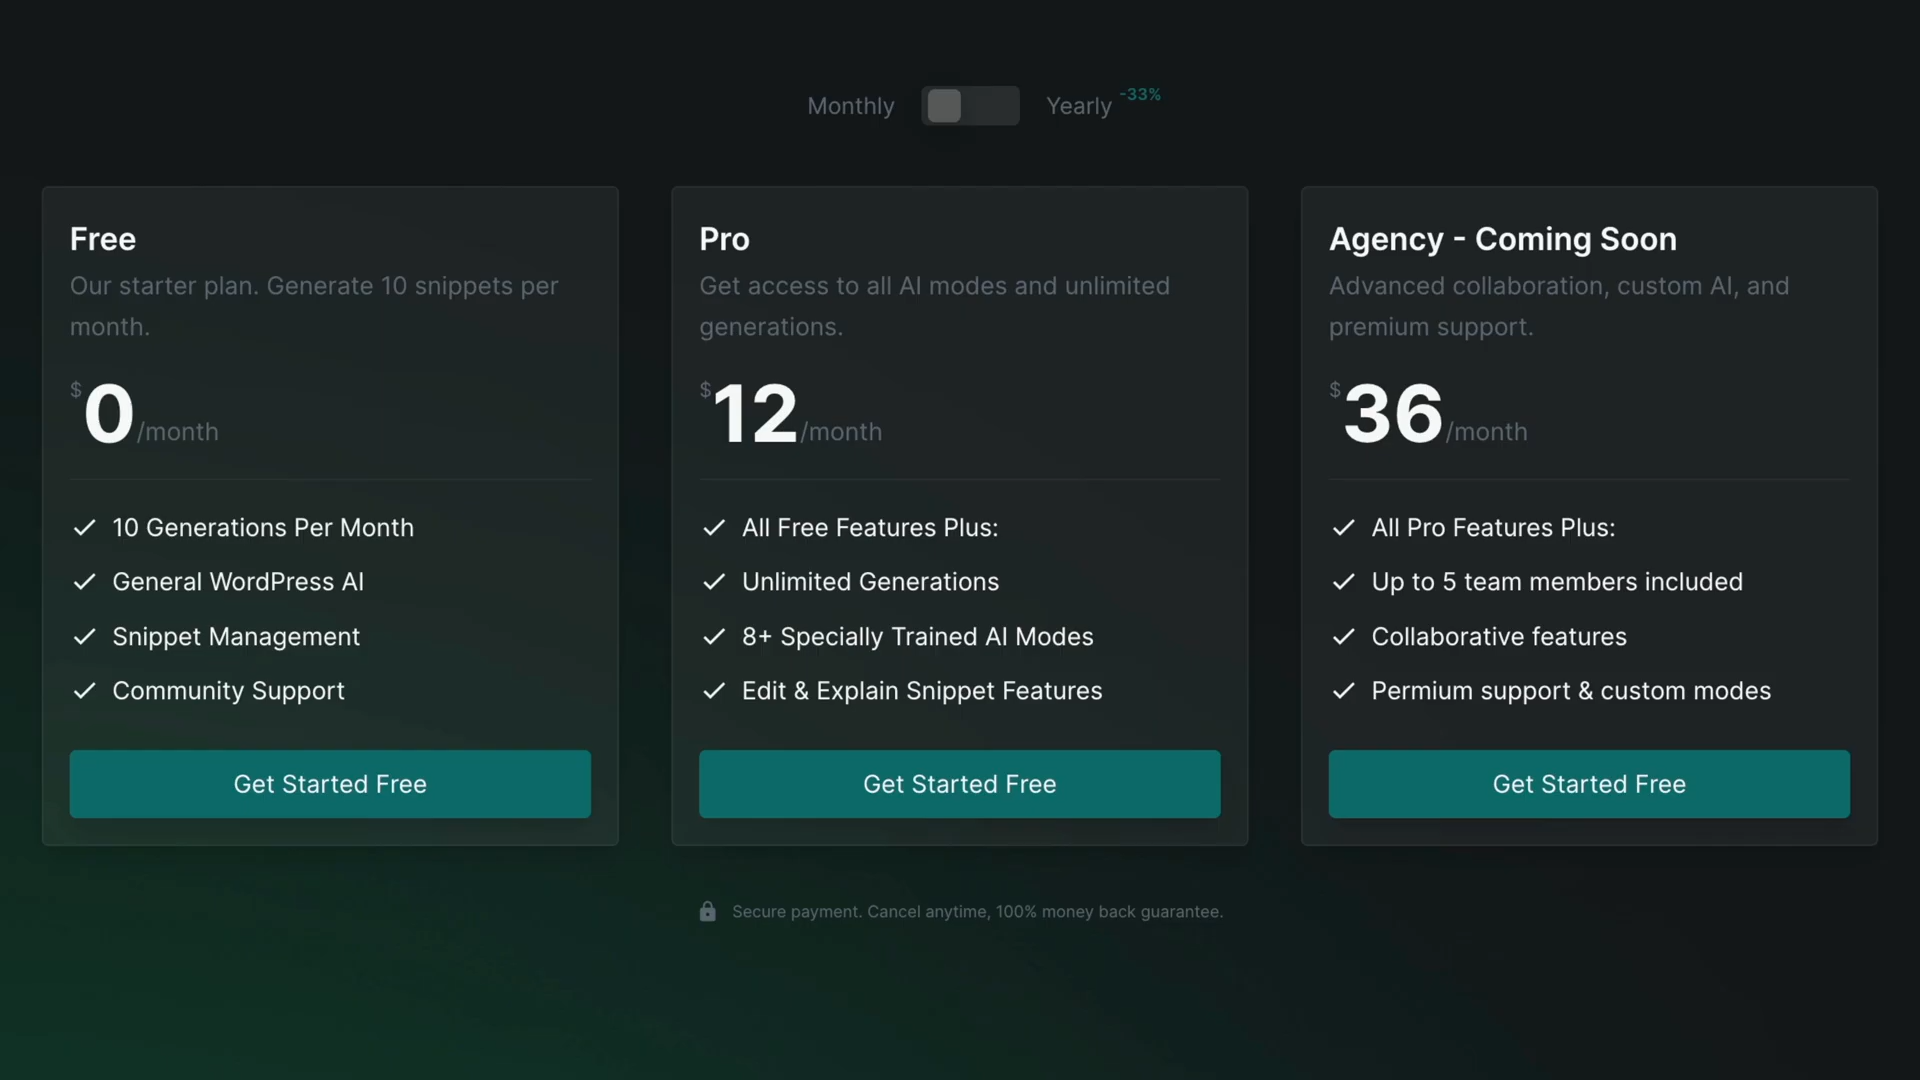 Monthly
Yearly -33%
Free
Our starter plan. Generate 10 snippets per
month.
$0/month
10 Generations Per Month
General WordPress AI
Snippet Management
Community Support
Get Started Free
Pro
Get access to all AI modes and unlimited
generations.
$12/month
All Free Features Plus:
Unlimited Generations
8+ Specially Trained AI Modes
Edit & Explain Snippet Features
Get Started Free
Agency - Coming Soon
Advanced collaboration, custom AI, and
premium support.
$36/month
All Pro Features Plus:
Up to 5 team members included
Collaborative features
Permium support & custom modes
Get Started Free
Secure payment. Cancel anytime, 100% money back guarantee.